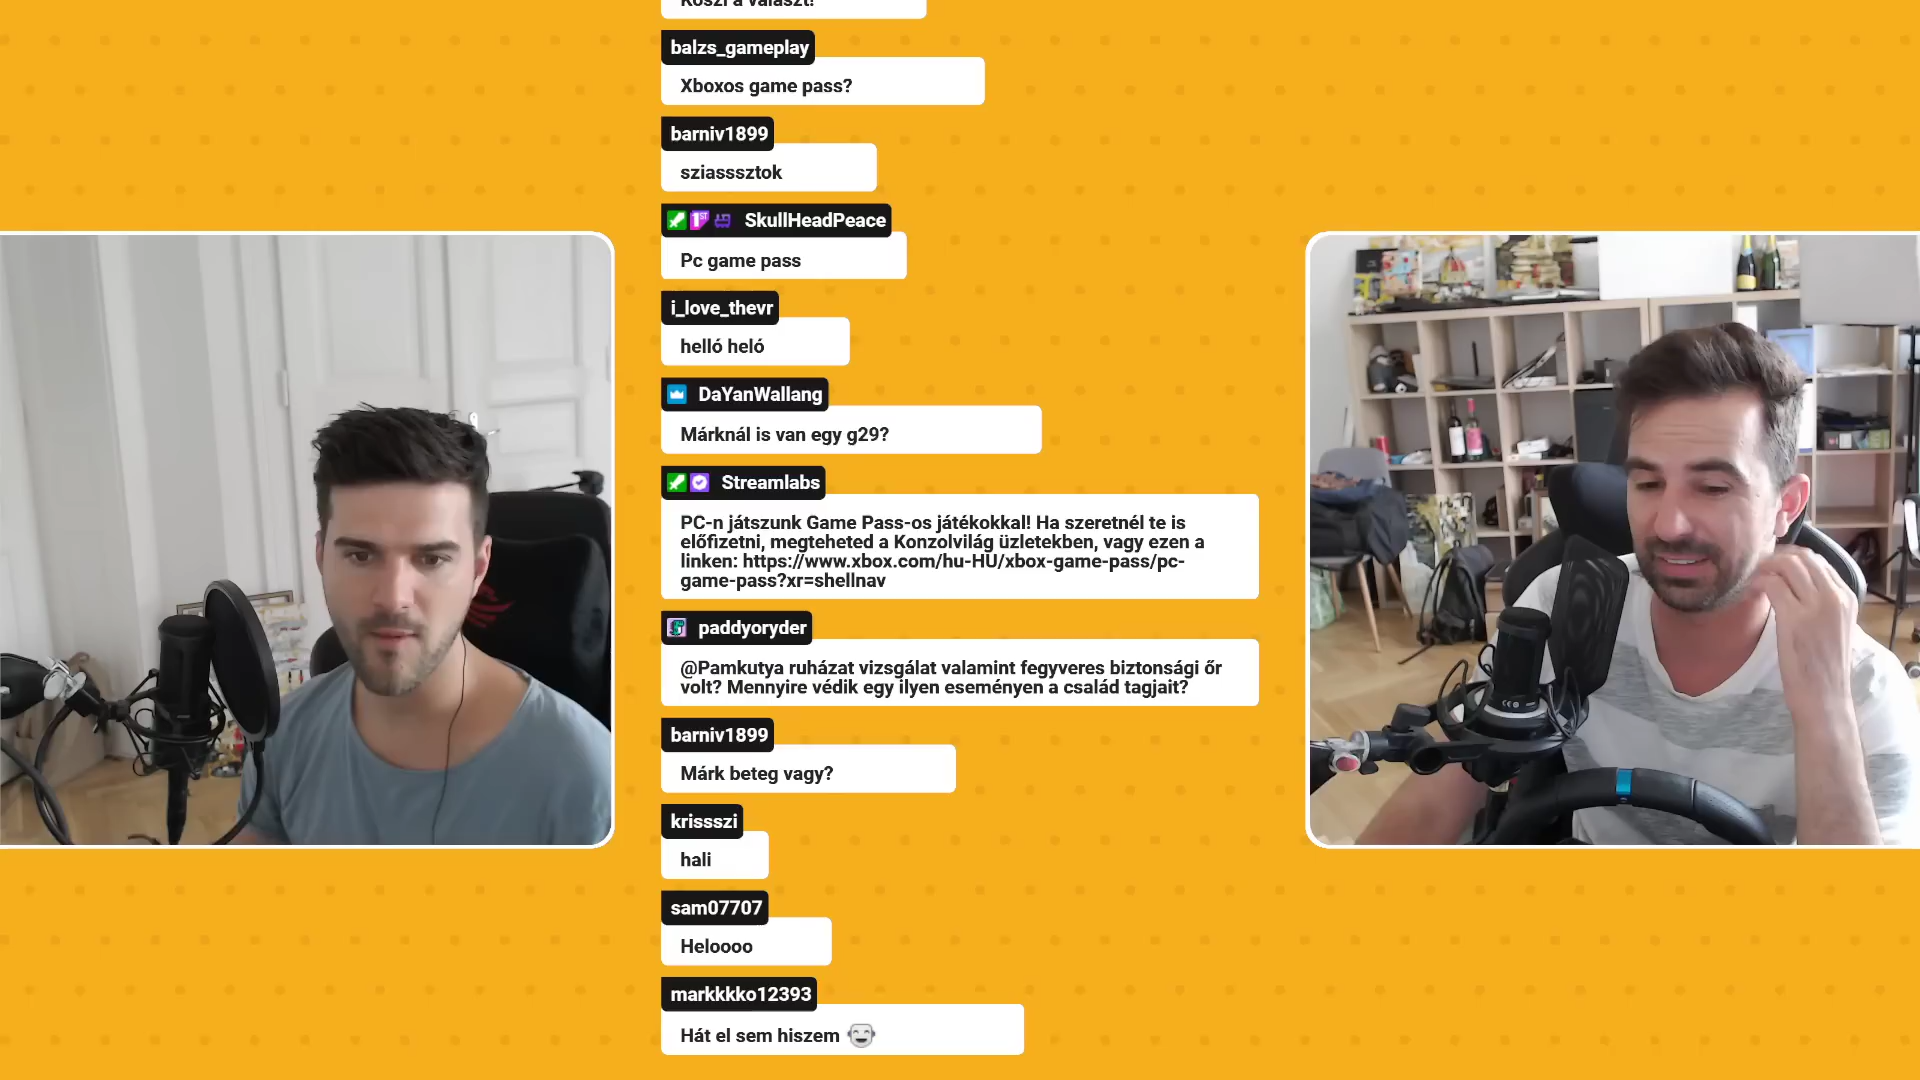 Köszi a választ!
balzs_gameplay
Xboxos game pass?
barniv1899
sziasssztok
SkullHeadPeace
Pc game pass
i_love_thevr
helló heló
DaYanWallang
Márknál is van egy g29?
Streamlabs
PC-n játszunk Game Pass-os játékokkal! Ha szeretnél te is
előfizetni, megteheted a Konzolvilág üzletekben, vagy ezen a
linken: https://www.xbox.com/hu-HU/xbox-game-pass/pc-
game-pass?xr=shellnav
paddyoryder
@Pamkutya ruházat vizsgálat valamint fegyveres biztonsági őr
volt? Mennyire védik egy ilyen eseményen a család tagjait?
barniv1899
Márk beteg vagy?
krissszi
hali
sam07707
Heloooo
markkkko12393
Hát el sem hiszem